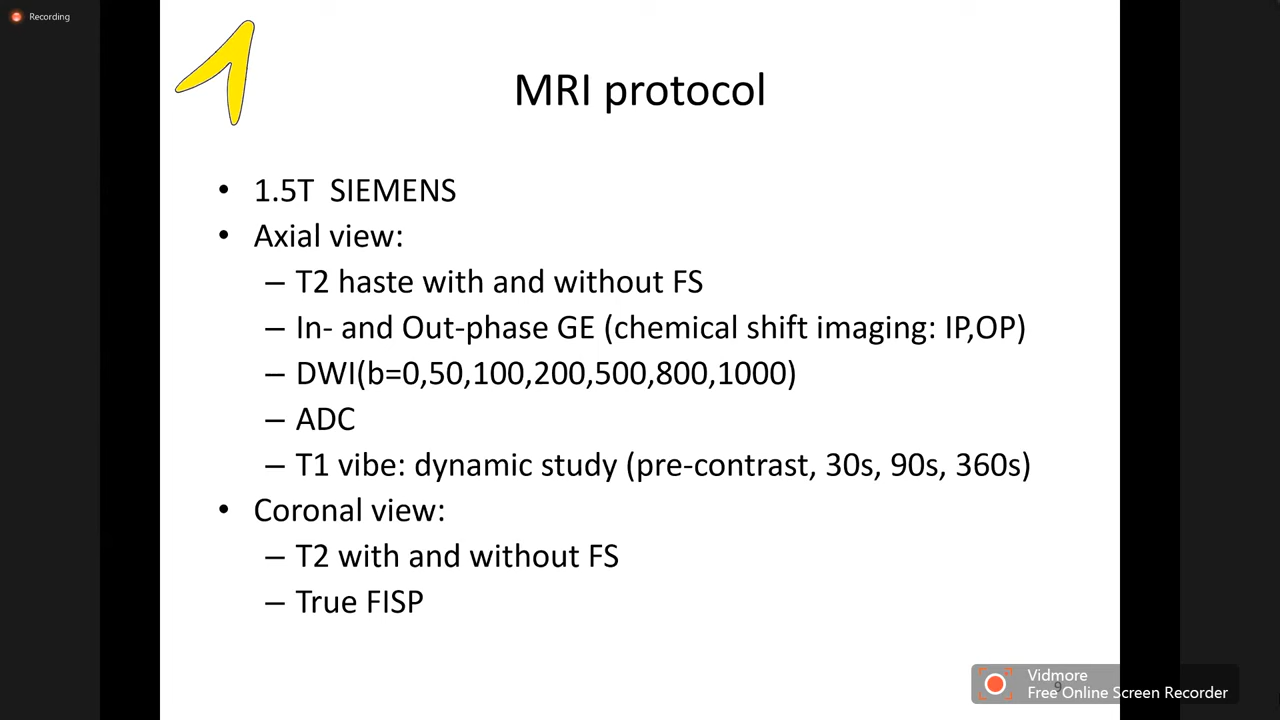 Recording
MRI protocol
• 1.5T SIEMENS
• Axial view:
– T2 haste with and without FS
– In- and Out-phase GE (chemical shift imaging: IP,OP)
– DWI(b=0,50,100,200,500,800,1000)
– ADC
– T1 vibe: dynamic study (pre-contrast, 30s, 90s, 360s)
• Coronal view:
– T2 with and without FS
– True FISP
Vidmore
9
Free Online Screen Recorder